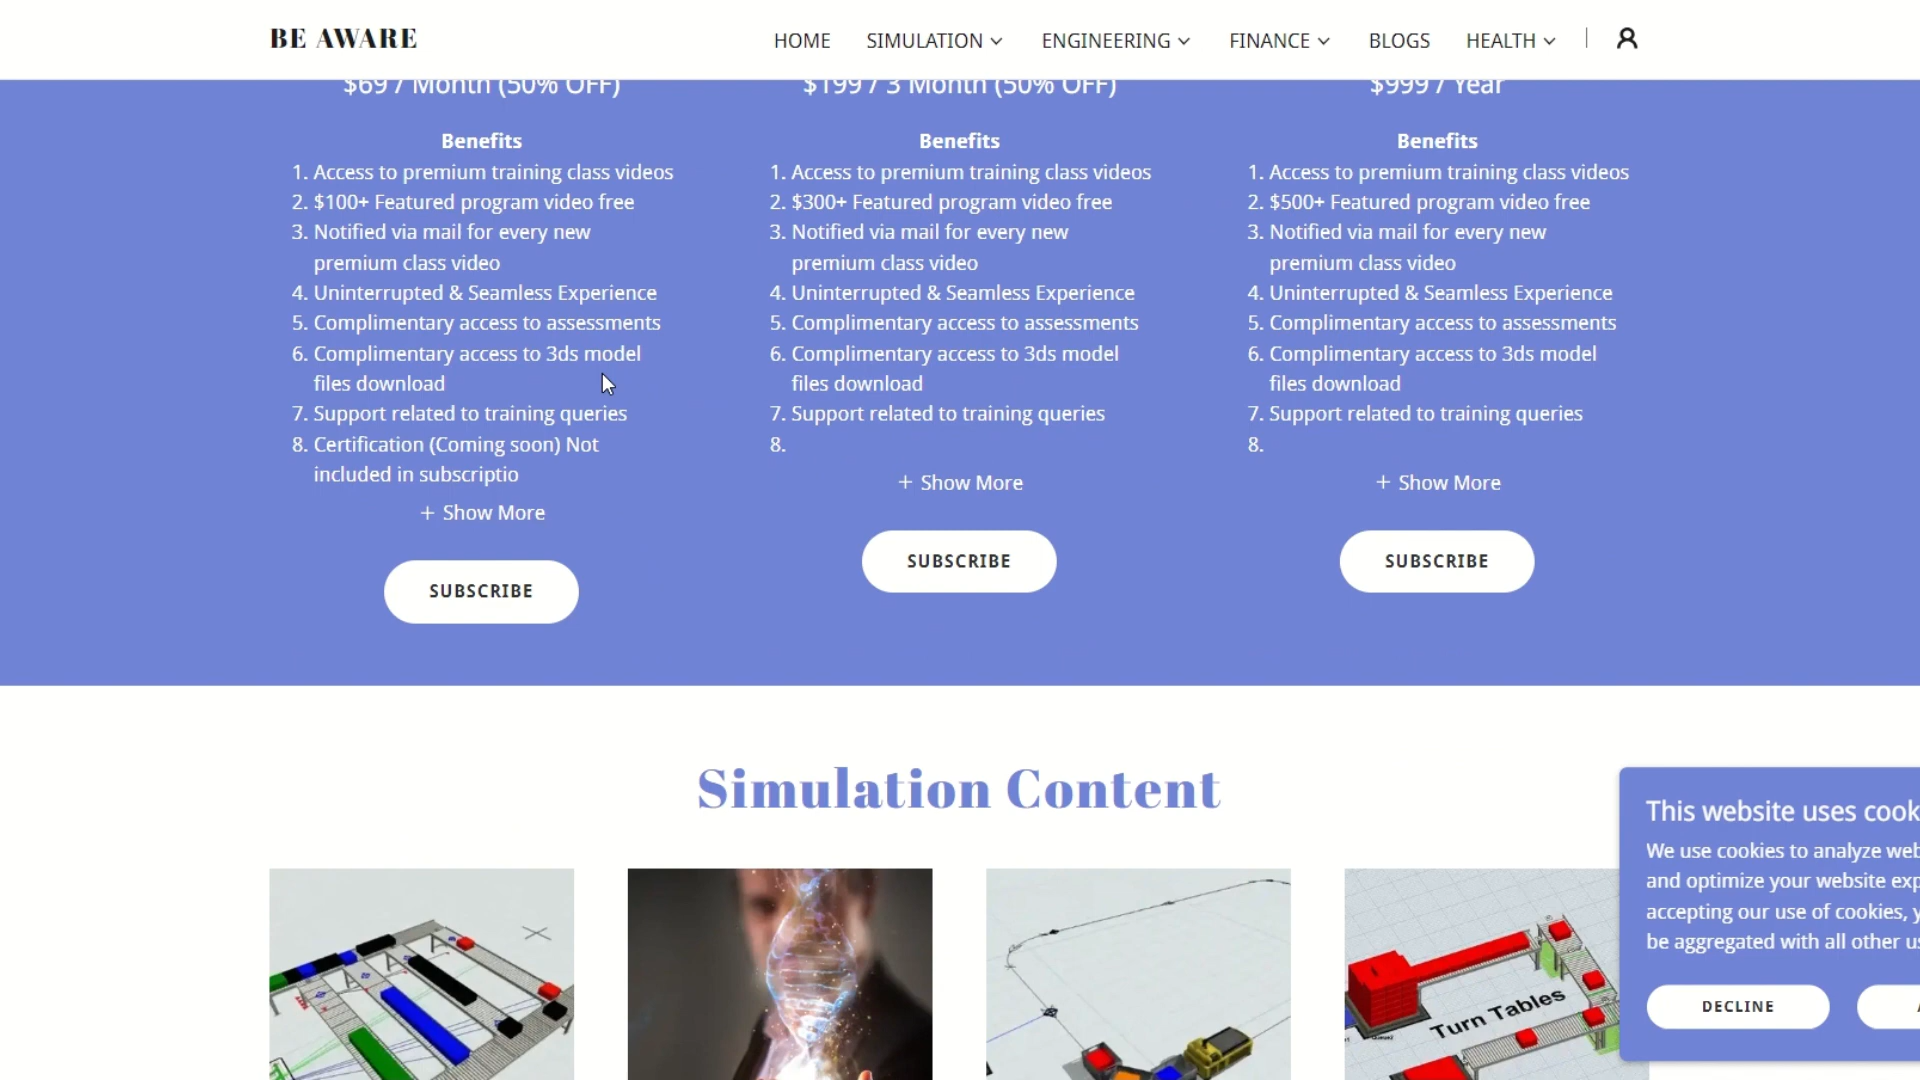 BE AWARE
HOME
SIMULATION
ENGINEERING
FINANCE
BLOGS
HEALTH
$69 / Month (50% OFF)
Benefits
1. Access to premium training class videos
2. $100+ Featured program video free
3. Notified via mail for every new
premium class video
4. Uninterrupted & Seamless Experience
5. Complimentary access to assessments
6. Complimentary access to 3ds model
files download
7. Support related to training queries
8. Certification (Coming soon) Not
included in subscriptio
+ Show More
SUBSCRIBE
$199 / 3 Month (50% OFF)
Benefits
1. Access to premium training class videos
2. $300+ Featured program video free
3. Notified via mail for every new
premium class video
4. Uninterrupted & Seamless Experience
5. Complimentary access to assessments
6. Complimentary access to 3ds model
files download
7. Support related to training queries
8.
+ Show More
SUBSCRIBE
$999 / Year
Benefits
1. Access to premium training class videos
2. $500+ Featured program video free
3. Notified via mail for every new
premium class video
4. Uninterrupted & Seamless Experience
5. Complimentary access to assessments
6. Complimentary access to 3ds model
files download
7. Support related to training queries
8.
+ Show More
SUBSCRIBE
Simulation Content
Turn Tables
This website uses cook
We use cookies to analyze
and optimize your website
accepting our use of cookies,
be aggregated with all other
DECLINE